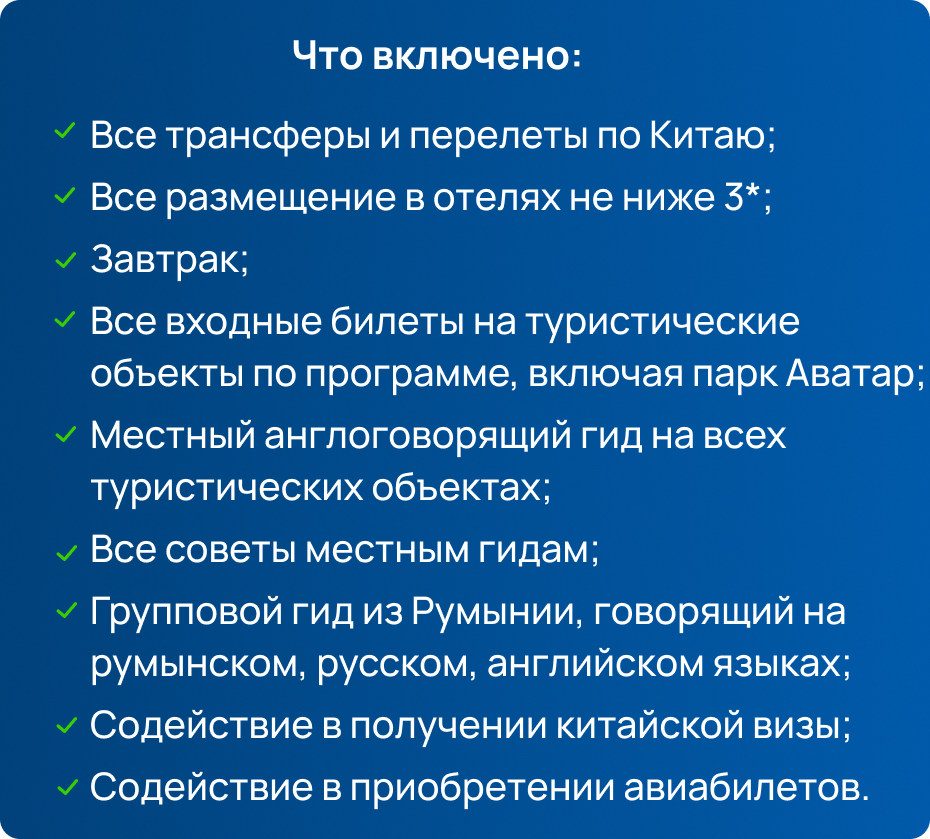 Что включено:
Все трансферы и перелеты по Китаю;
Все размещение в отелях не ниже 3*;
Завтрак;
Все входные билеты на туристические
объекты по программе, включая парк Аватар;
Местный англоговорящий гид на всех
туристических объектах;
Все советы местным гидам;
Групповой гид из Румынии, говорящий на
румынском, русском, английском языках;
Содействие в получении китайской визы;
Содействие в приобретении авиабилетов.